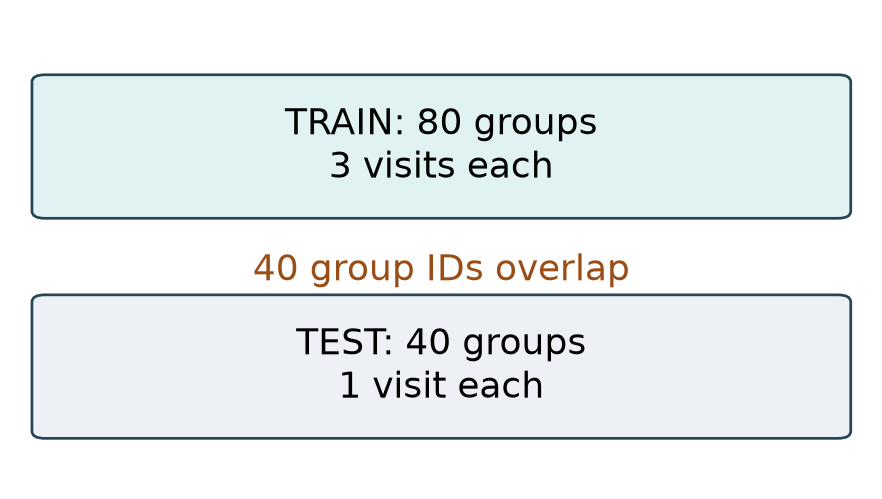 TRAIN: 80 groups
3 visits each
40 group IDs overlap
TEST: 40 groups
1 visit each